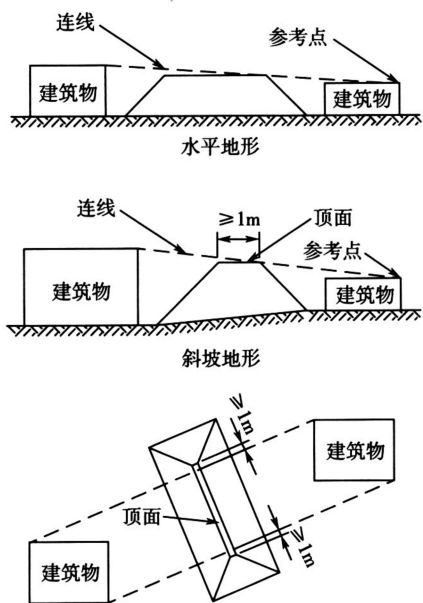 连线
参考点
建筑物
建筑物
水平地形
连线
≥1m
顶面
参考点
建筑物
建筑物
斜坡地形
≥1m
建筑物
顶面
≥1m
建筑物